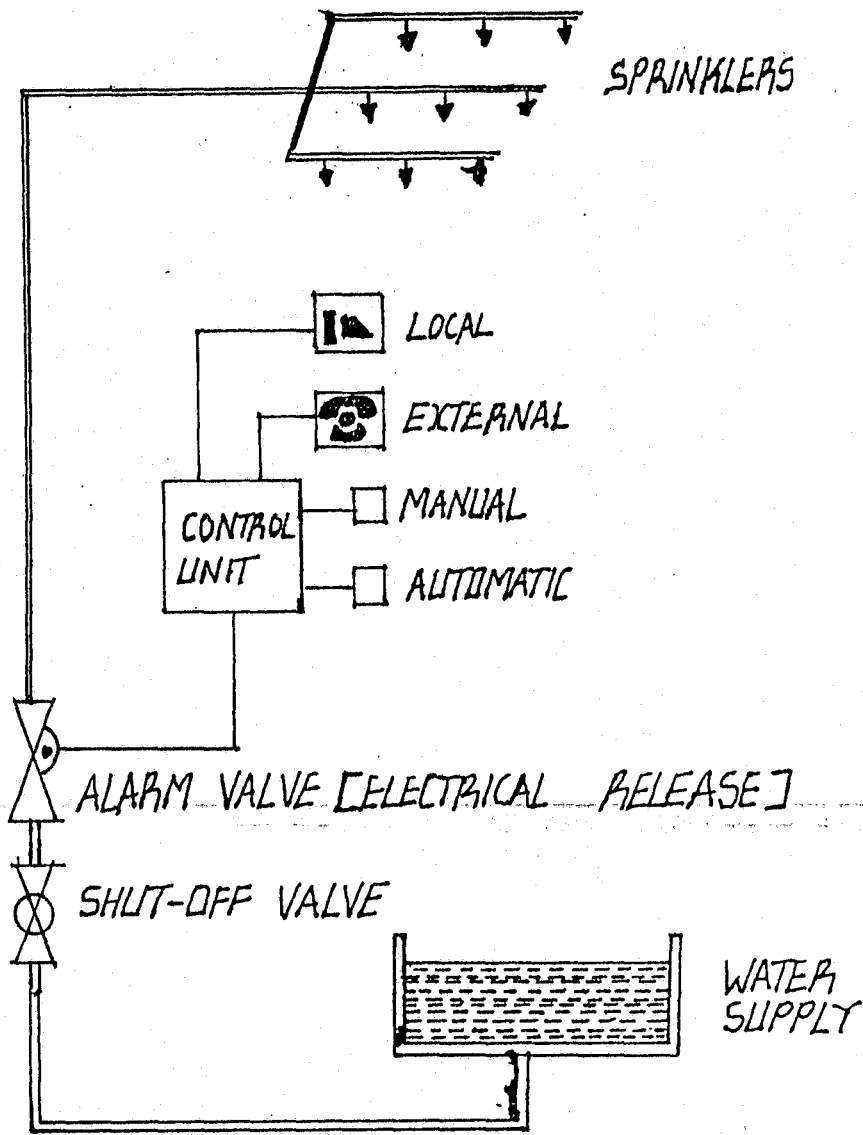 SPRINKLERS
LOCAL
EXTERNAL
MANUAL
CONTROL
UNIT
AUTOMATIC
ALARM VALVE [ELECTRICAL RELEASE]
SHUT-OFF VALVE
WATER
SUPPLY